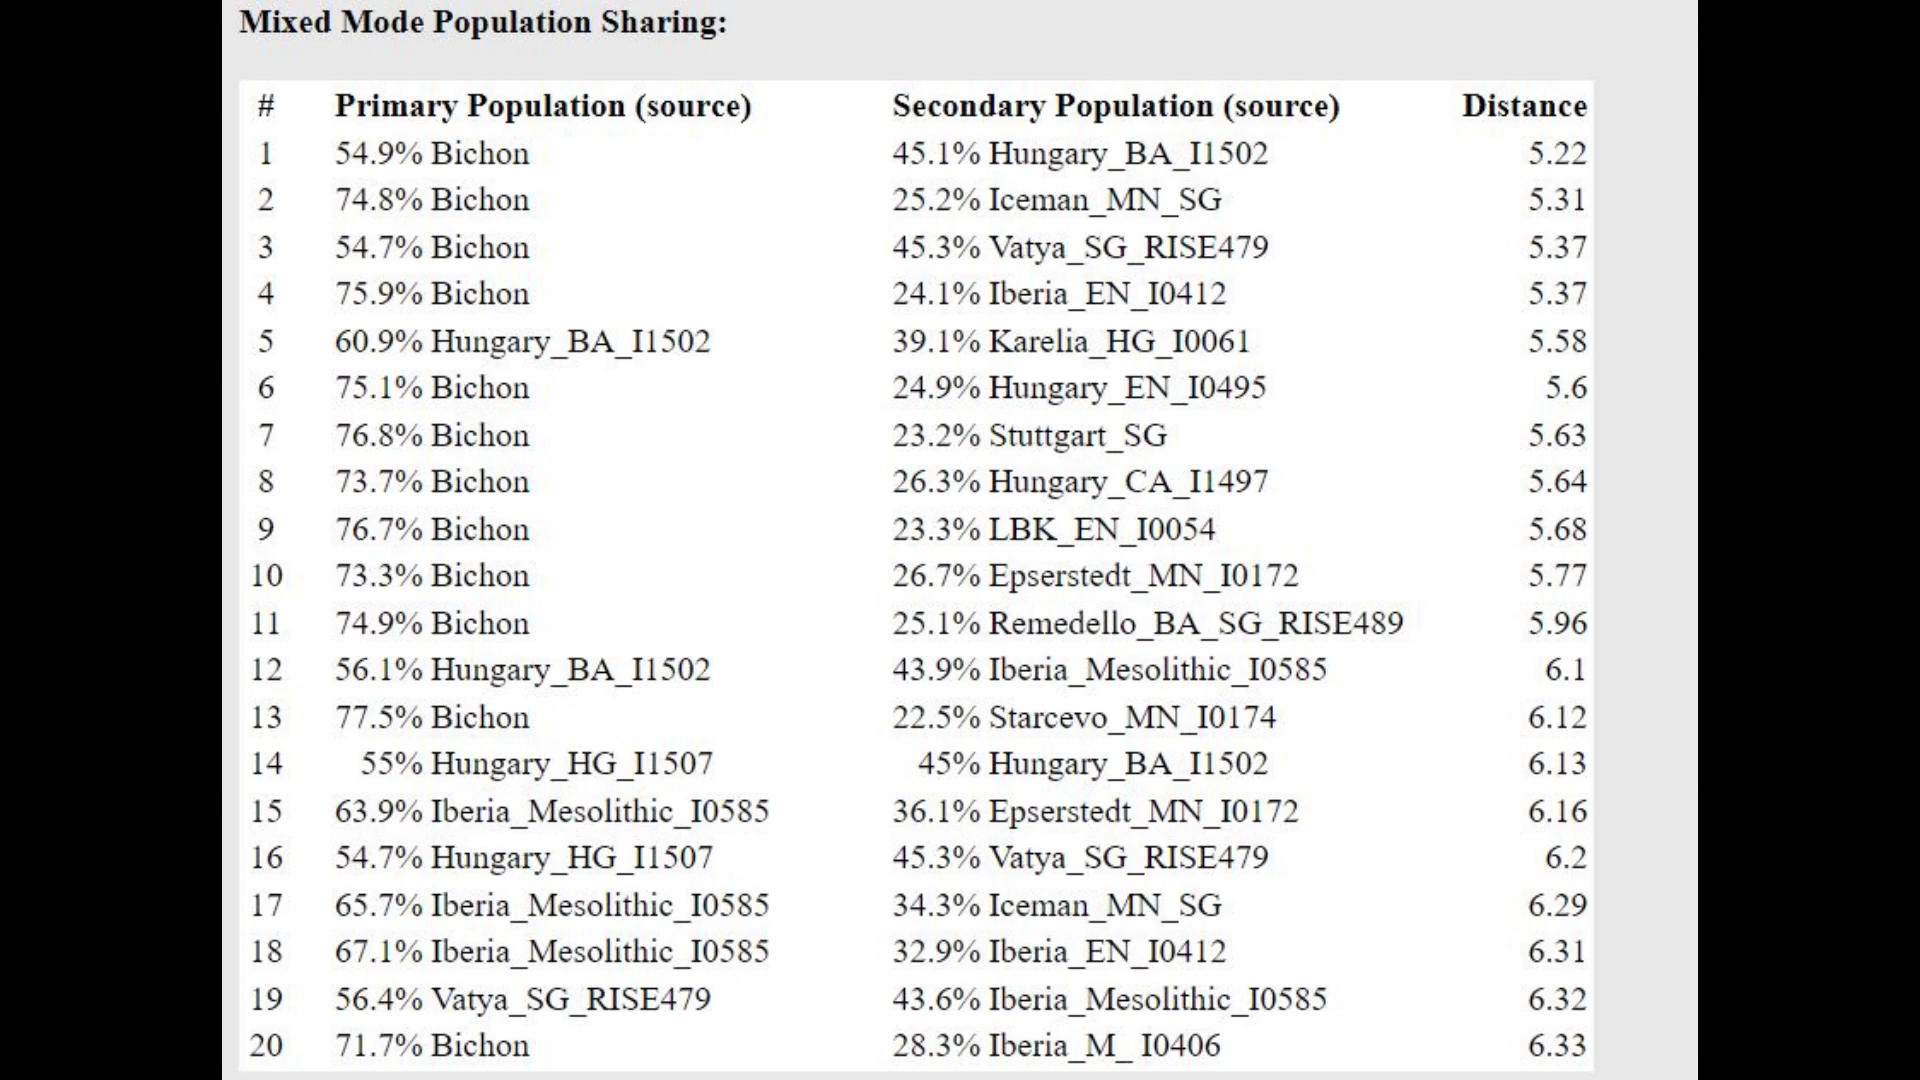 Mixed Mode Population Sharing:
# Primary Population (source) Secondary Population (source) Distance
1 54.9% Bichon 45.1% Hungary_BA_I1502 5.22
2 74.8% Bichon 25.2% Iceman_MN_SG 5.31
3 54.7% Bichon 45.3% Vatya_SG_RISE479 5.37
4 75.9% Bichon 24.1% Iberia_EN_I0412 5.37
5 60.9% Hungary_BA_I1502 39.1% Karelia_HG_I0061 5.58
6 75.1% Bichon 24.9% Hungary_EN_I0495 5.6
7 76.8% Bichon 23.2% Stuttgart_SG 5.63
8 73.7% Bichon 26.3% Hungary_CA_I1497 5.64
9 76.7% Bichon 23.3% LBK_EN_I0054 5.68
10 73.3% Bichon 26.7% Epserstedt_MN_I0172 5.77
11 74.9% Bichon 25.1% Remedello_BA_SG_RISE489 5.96
12 56.1% Hungary_BA_I1502 43.9% Iberia_Mesolithic_I0585 6.1
13 77.5% Bichon 22.5% Starcevo_MN_I0174 6.12
14 55% Hungary_HG_I1507 45% Hungary_BA_I1502 6.13
15 63.9% Iberia_Mesolithic_I0585 36.1% Epserstedt_MN_I0172 6.16
16 54.7% Hungary_HG_I1507 45.3% Vatya_SG_RISE479 6.2
17 65.7% Iberia_Mesolithic_I0585 34.3% Iceman_MN_SG 6.29
18 67.1% Iberia_Mesolithic_I0585 32.9% Iberia_EN_I0412 6.31
19 56.4% Vatya_SG_RISE479 43.6% Iberia_Mesolithic_I0585 6.32
20 71.7% Bichon 28.3% Iberia_M_ I0406 6.33